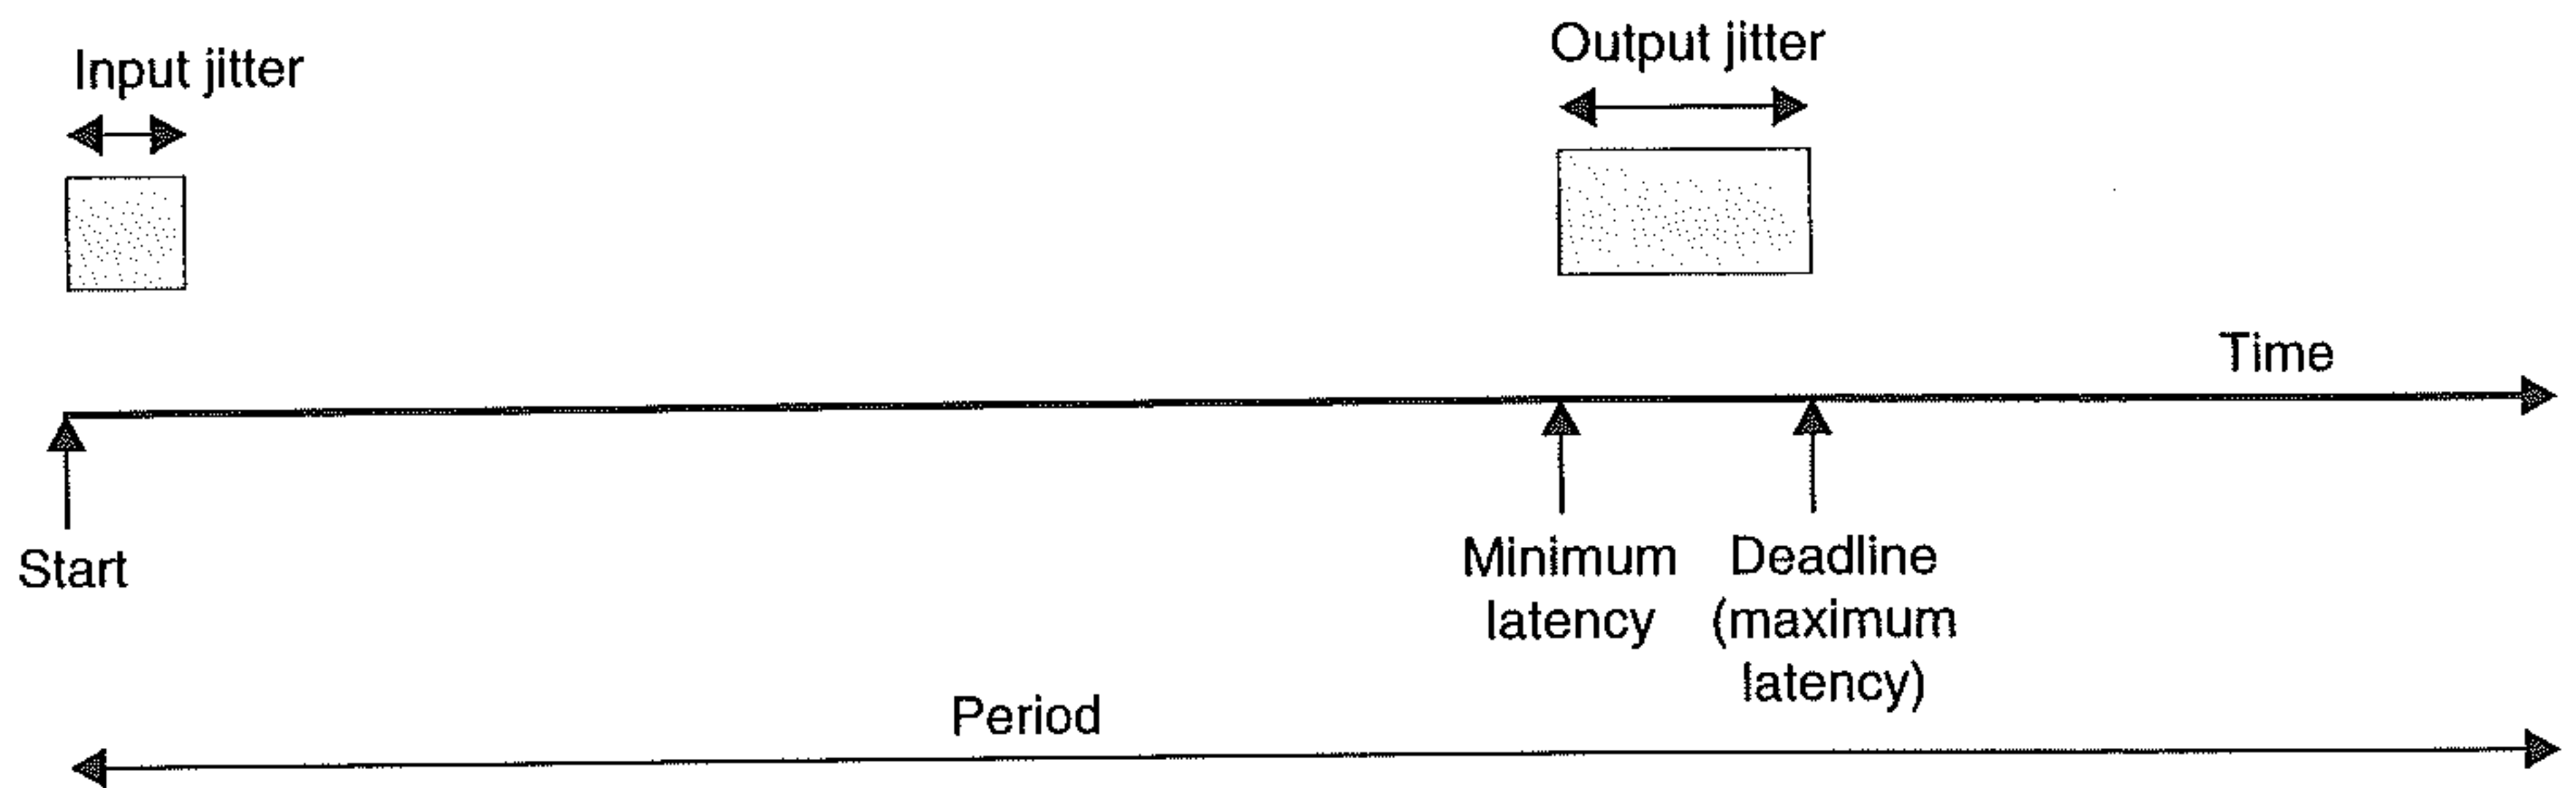 Input jitter
Output jitter
Time
Start
Minimum
latency
Deadline
(maximum
latency)
Period